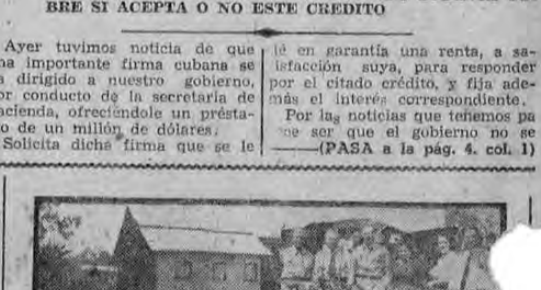 BRE SI ACEPTA O NO ESTE CREDITO
Ayer tuvimos noticia de que
na importante firma cubana se
a dirigido a nuestro gobierno,
or conducto de la secretaría de
acienda, ofreciéndole un présta-
o de un millón de dólares.
Solicita dicha firma que se le
dé en garantía una renta, a sa-
isfacción suya, para responder
por el citado crédito, y fija ade-
más el interés correspondiente.
Por las noticias que tenemos pa
ce ser que el gobierno no se
(PASA a la pág. 4. col. 1)